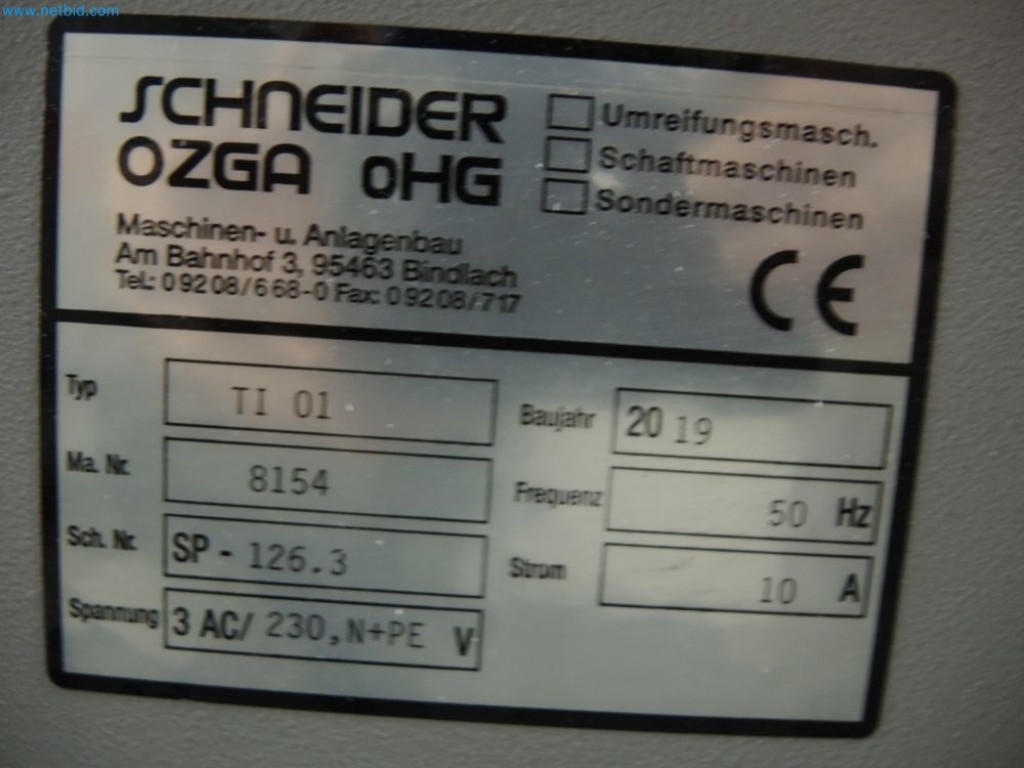 www.netbid.com
SCHNEIDER
OZGA OHG
Umreifungsmasch.
Schaftmaschinen
Sondermaschinen
Maschinen- u. Anlagenbau
Am Bahnhof 3, 95463 Bindlach
Tel.: 0 92 08 / 6 68-0 Fax: 0 92 08 / 717
CE
Typ TI 01
Baujahr 20 19
Ma. Nr. 8154
Frequenz 50 Hz
Sch. Nr. SP - 126.3
Strom 10 A
Spannung 3 AC/ 230,N+PE V